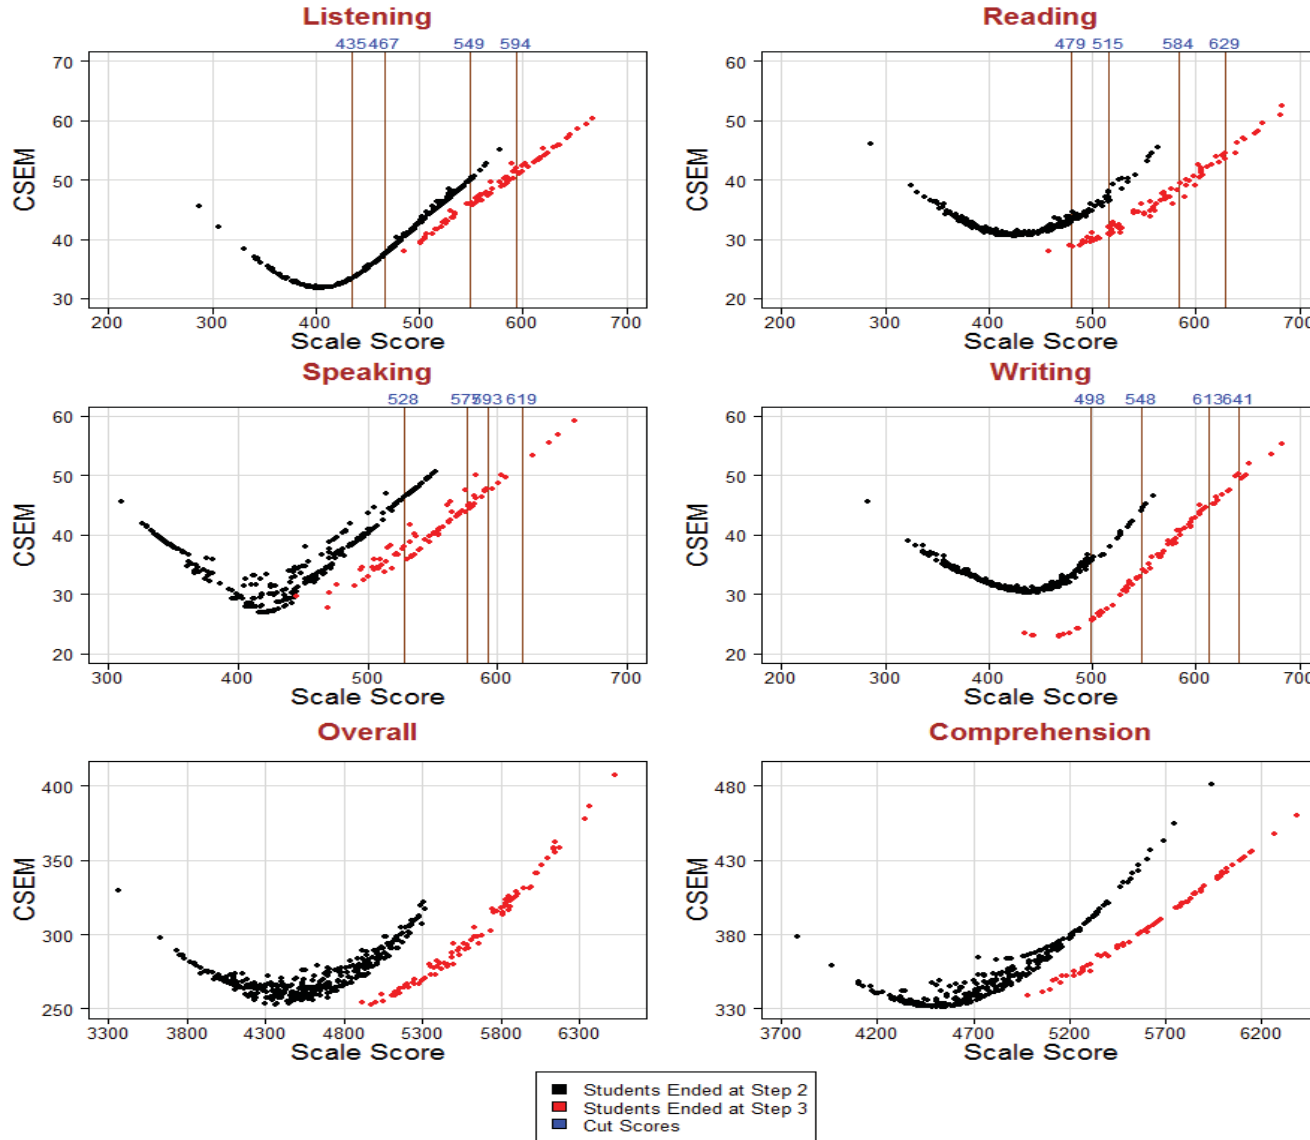 Listening
435 467 549 594
70
60
50
40
30
CSEM
200 300 400 500 600 700
Scale Score
Reading
479 515 584 629
60
50
40
30
20
CSEM
200 300 400 500 600 700
Scale Score
Speaking
528 577 593 619
60
50
40
30
20
CSEM
300 400 500 600 700
Scale Score
Writing
498 548 613 641
60
50
40
30
20
CSEM
200 300 400 500 600 700
Scale Score
Overall
400
350
300
250
CSEM
3300 3800 4300 4800 5300 5800 6300
Scale Score
Comprehension
480
430
380
330
CSEM
3700 4200 4700 5200 5700 6200
Scale Score
Students Ended at Step 2
Students Ended at Step 3
Cut Scores